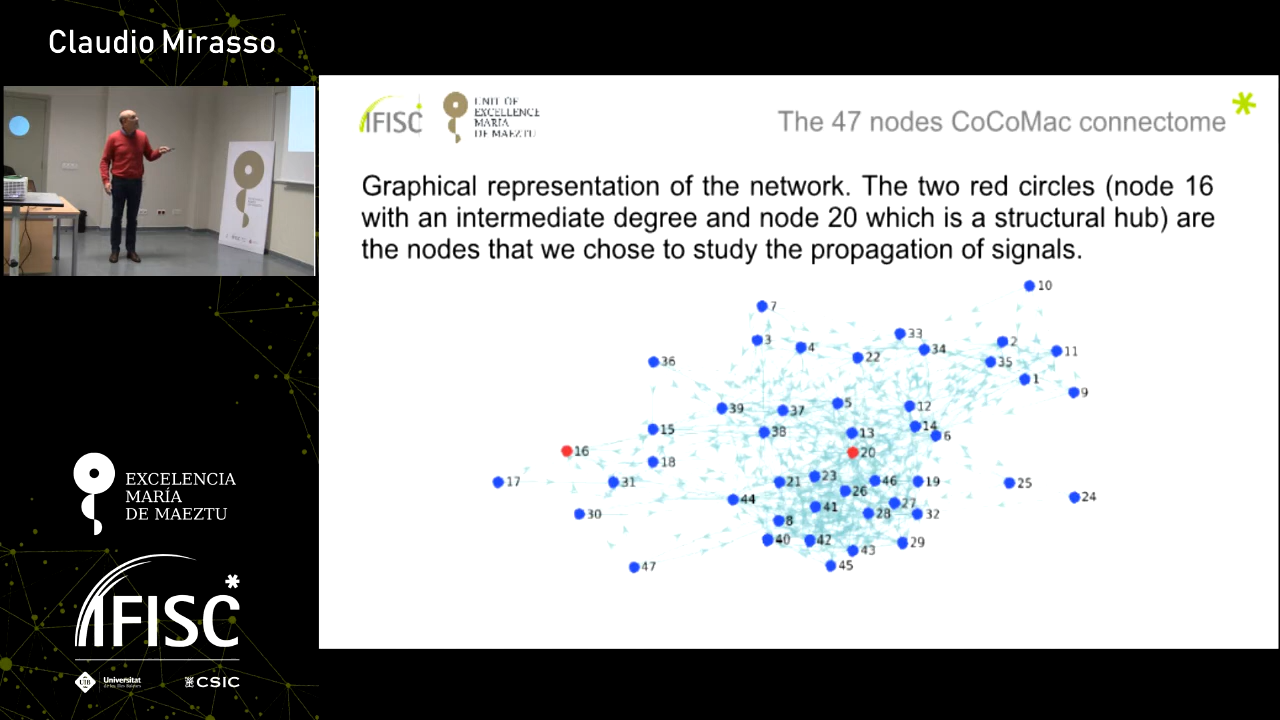 Claudio Mirasso
IFISC
UNIT OF
EXCELLENCE
MARÍA
DE MAEZTU
The 47 nodes CoCoMac connectome
Graphical representation of the network. The two red circles (node 16
with an intermediate degree and node 20 which is a structural hub) are
the nodes that we chose to study the propagation of signals.
10
7
33
3
4
34
2
22
35
11
36
1
9
39
37
5
12
15
38
13
14
6
16
20
18
17
31
21
23
46
19
25
26
44
27
24
30
41
28
32
8
40
42
43
29
47
45
EXCELENCIA
MARÍA
DE MAEZTU
IFISC
UIB
Universitat
CSIC